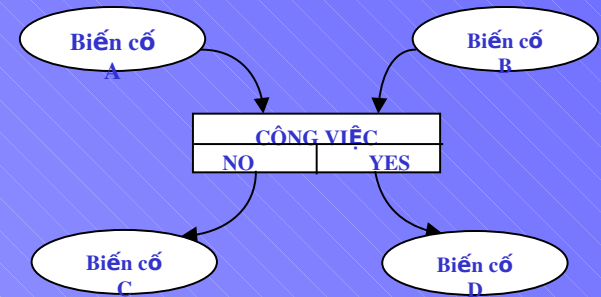 Biến cố
A
Biến cố
B
CÔNG VIỆC
NO
YES
Biến cố
C
Biến cố
D